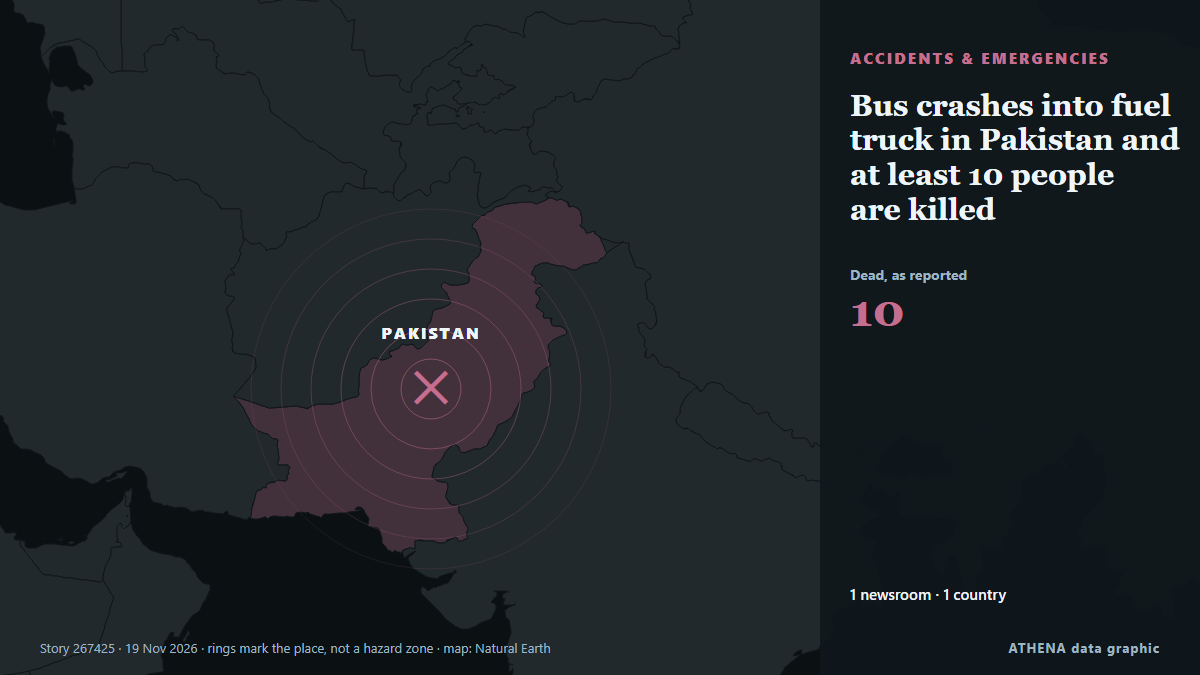 ACCIDENTS & EMERGENCIES
Bus crashes into fuel
truck in Pakistan and
at least 10 people
are killed
Dead, as reported
10
PAKISTAN
1 newsroom · 1 country
Story 267425 · 19 Nov 2026 · rings mark the place, not a hazard zone · map: Natural Earth
ATHENA data graphic